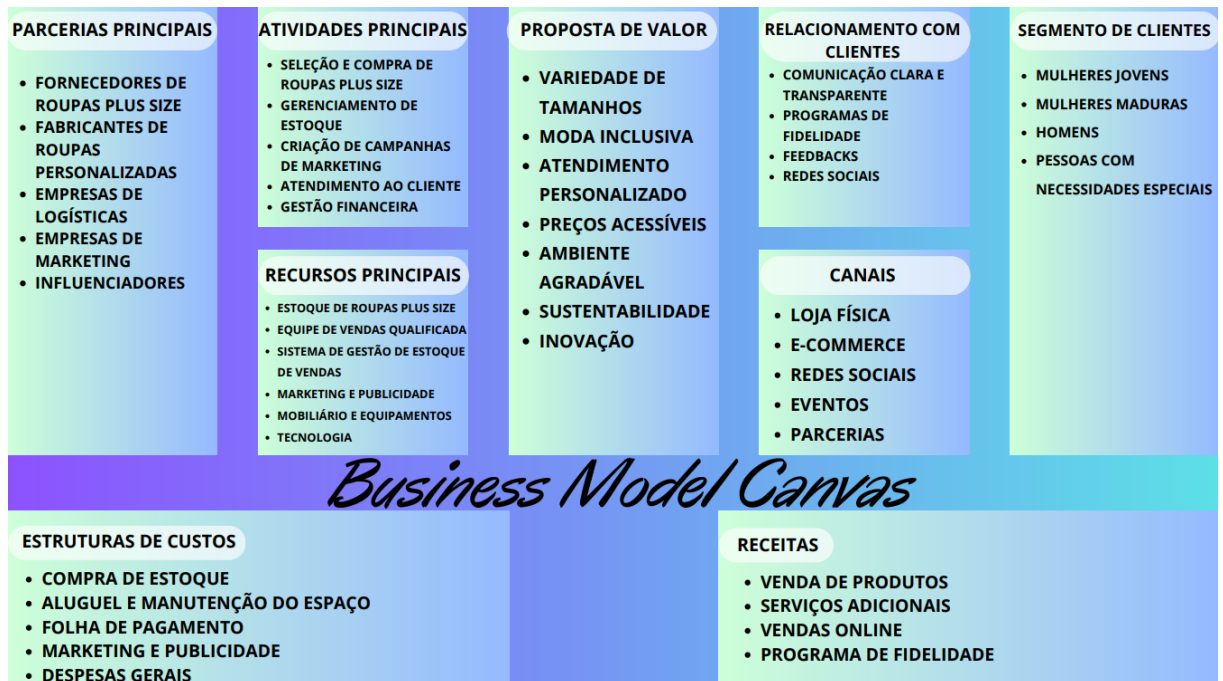 PARCERIAS PRINCIPAIS
• FORNECEDORES DE
ROUPAS PLUS SIZE
• FABRICANTES DE
ROUPAS
PERSONALIZADAS
• EMPRESAS DE
LOGÍSTICAS
• EMPRESAS DE
MARKETING
• INFLUENCIADORES
ATIVIDADES PRINCIPAIS
• SELEÇÃO E COMPRA DE
ROUPAS PLUS SIZE
• GERENCIAMENTO DE
ESTOQUE
• CRIAÇÃO DE CAMPANHAS
DE MARKETING
• ATENDIMENTO AO CLIENTE
• GESTÃO FINANCEIRA
RECURSOS PRINCIPAIS
• ESTOQUE DE ROUPAS PLUS SIZE
• EQUIPE DE VENDAS QUALIFICADA
• SISTEMA DE GESTÃO DE ESTOQUE
DE VENDAS
• MARKETING E PUBLICIDADE
• MOBILIÁRIO E EQUIPAMENTOS
• TECNOLOGIA
PROPOSTA DE VALOR
• VARIEDADE DE
TAMANHOS
• MODA INCLUSIVA
• ATENDIMENTO
PERSONALIZADO
• PREÇOS ACESSÍVEIS
• AMBIENTE
AGRADÁVEL
• SUSTENTABILIDADE
• INOVAÇÃO
RELACIONAMENTO COM
CLIENTES
• COMUNICAÇÃO CLARA E
TRANSPARENTE
• PROGRAMAS DE
FIDELIDADE
• FEEDBACKS
• REDES SOCIAIS
CANAIS
• LOJA FÍSICA
• E-COMMERCE
• REDES SOCIAIS
• EVENTOS
• PARCERIAS
SEGMENTO DE CLIENTES
• MULHERES JOVENS
• MULHERES MADURAS
• HOMENS
• PESSOAS COM
NECESSIDADES ESPECIAIS
Business Model Canvas
ESTRUTURAS DE CUSTOS
• COMPRA DE ESTOQUE
• ALUGUEL E MANUTENÇÃO DO ESPAÇO
• FOLHA DE PAGAMENTO
• MARKETING E PUBLICIDADE
• DESPESAS GERAIS
RECEITAS
• VENDA DE PRODUTOS
• SERVIÇOS ADICIONAIS
• VENDAS ONLINE
• PROGRAMA DE FIDELIDADE